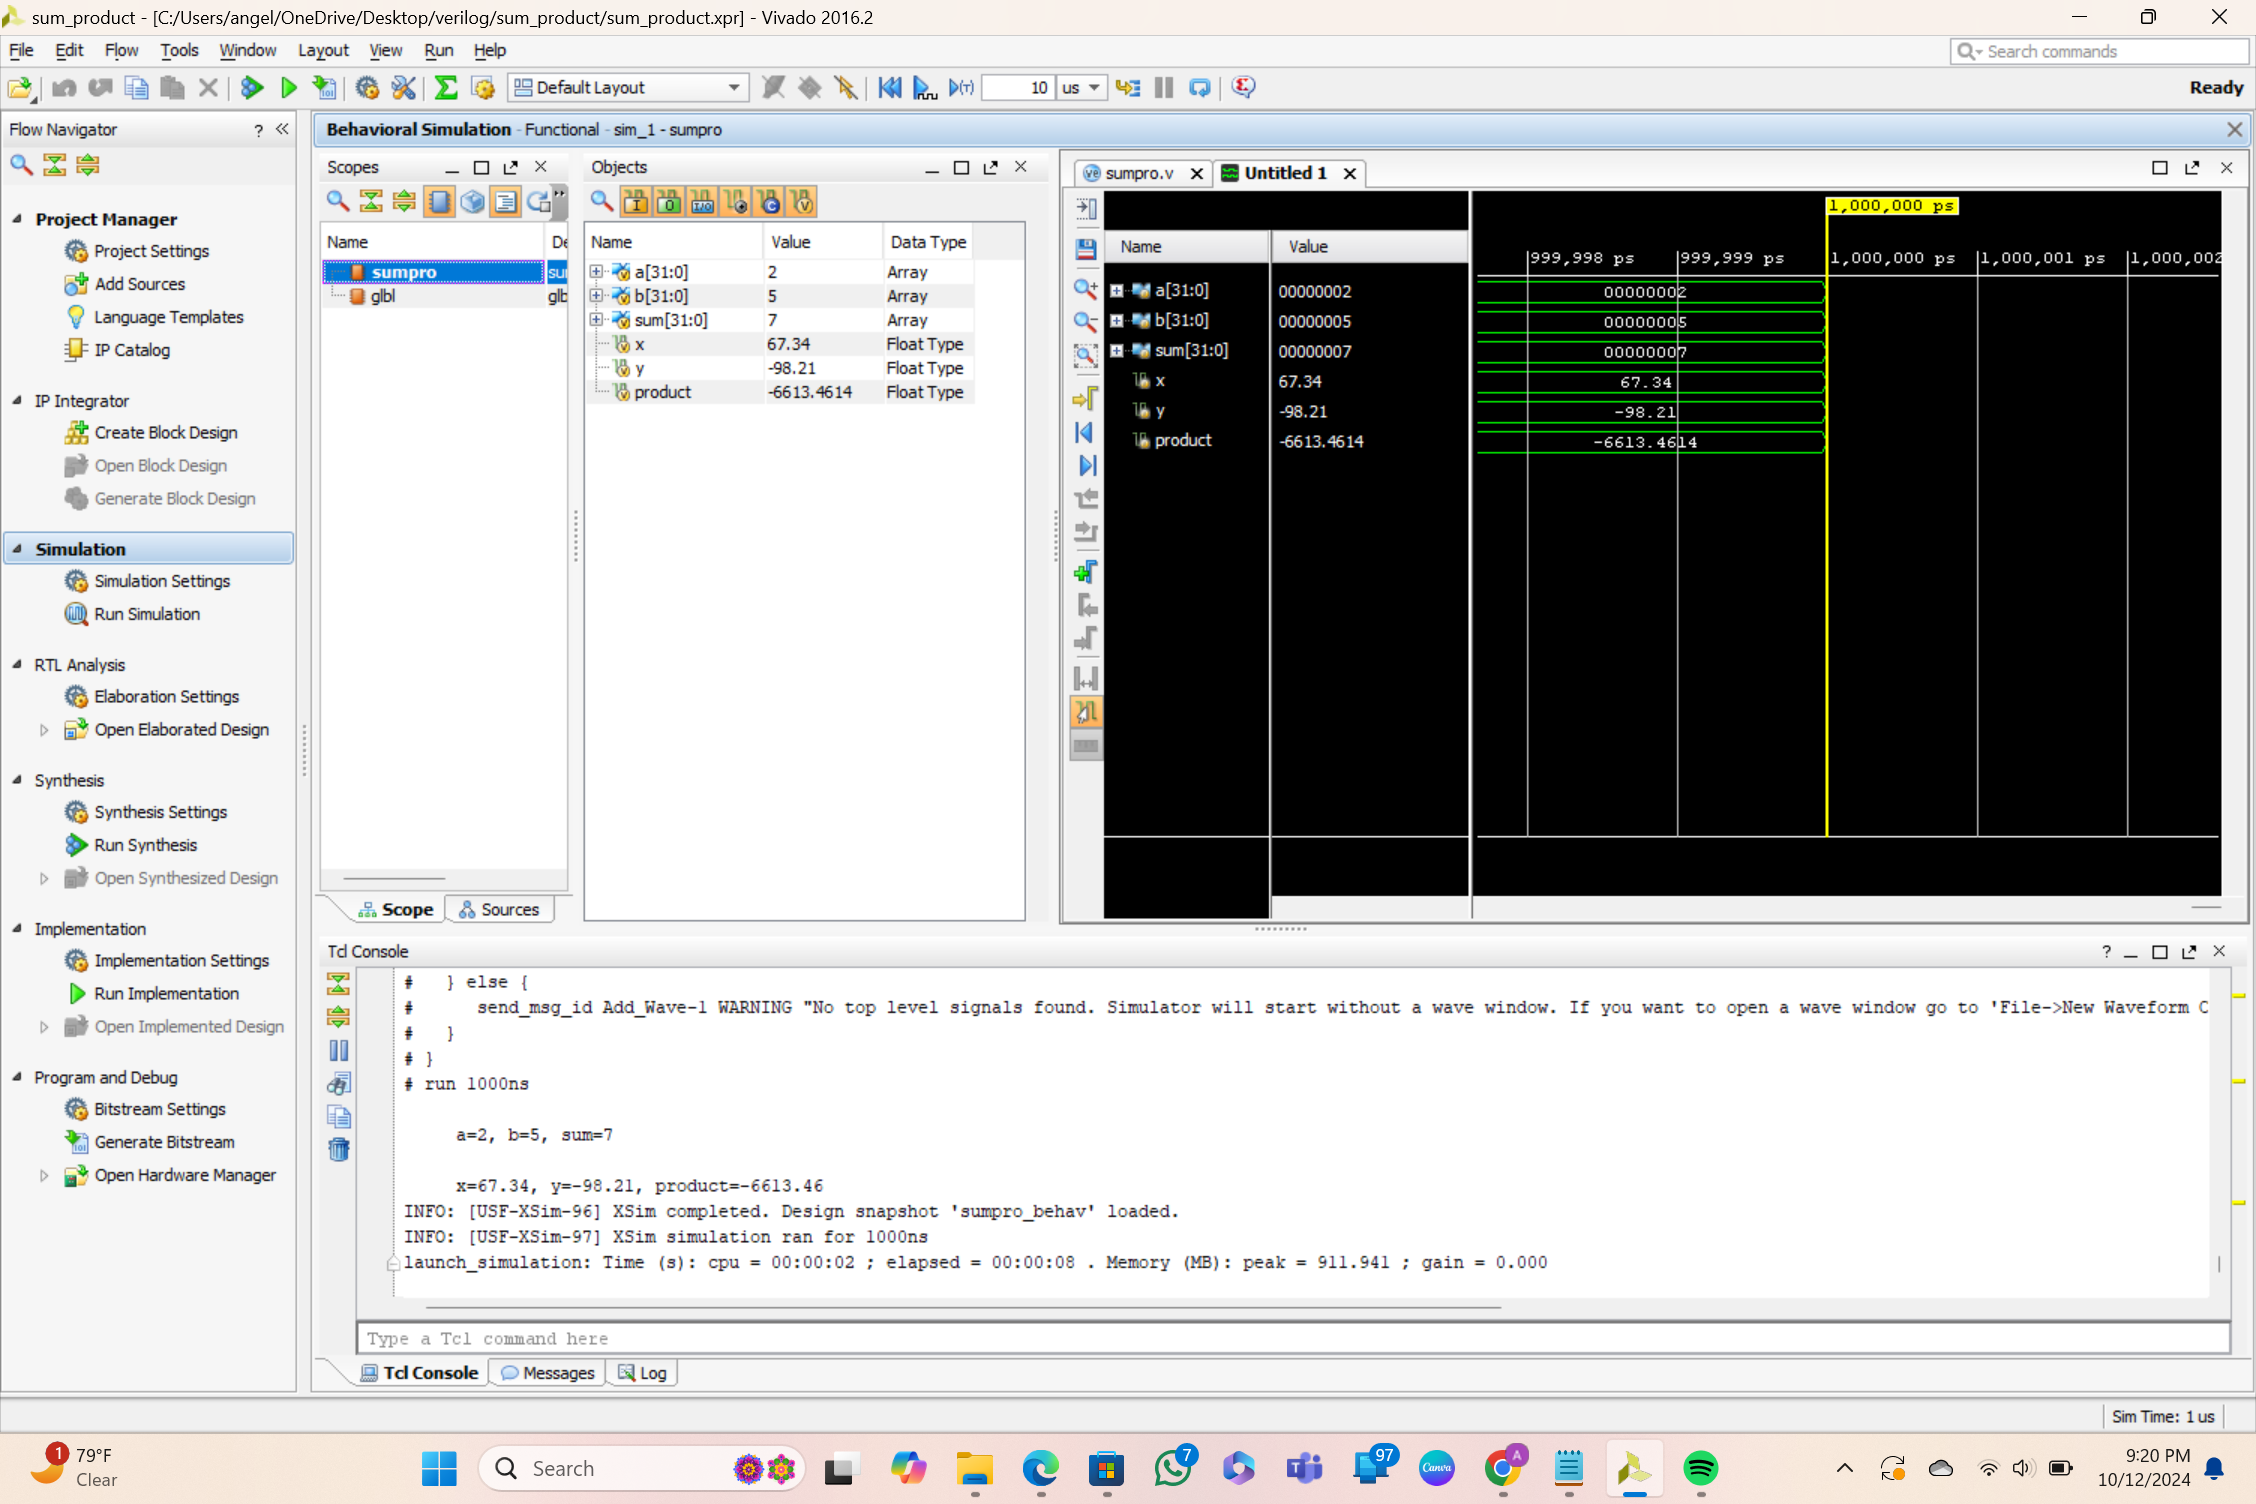 sum_product - [C:/Users/angel/OneDrive/Desktop/verilog/sum_product/sum_product.xpr] - Vivado 2016.2
File Edit Flow Tools Window Layout View Run Help
Search commands
Default Layout
10 us
Ready
Flow Navigator
Project Manager
Project Settings
Add Sources
Language Templates
IP Catalog
IP Integrator
Create Block Design
Open Block Design
Generate Block Design
Simulation
Simulation Settings
Run Simulation
RTL Analysis
Elaboration Settings
Open Elaborated Design
Synthesis
Synthesis Settings
Run Synthesis
Open Synthesized Design
Implementation
Implementation Settings
Run Implementation
Open Implemented Design
Program and Debug
Bitstream Settings
Generate Bitstream
Open Hardware Manager
Behavioral Simulation - Functional - sim_1 - sumpro
Scopes
Name De
sumpro su
glbl glb
Scope Sources
Objects
Name Value Data Type
a[31:0] 2 Array
b[31:0] 5 Array
sum[31:0] 7 Array
x 67.34 Float Type
y -98.21 Float Type
product -6613.4614 Float Type
sumpro.v Untitled 1
1,000,000 ps
Name Value
999,998 ps 999,999 ps 1,000,000 ps 1,000,001 ps 1,000,002
a[31:0] 00000002 00000002
b[31:0] 00000005 00000005
sum[31:0] 00000007 00000007
x 67.34 67.34
y -98.21 -98.21
product -6613.4614 -6613.4614
Tcl Console
# } else {
# send_msg_id Add_Wave-1 WARNING "No top level signals found. Simulator will start without a wave window. If you want to open a wave window go to 'File->New Waveform C
# }
# }
# run 1000ns
a=2, b=5, sum=7
x=67.34, y=-98.21, product=-6613.46
INFO: [USF-XSim-96] XSim completed. Design snapshot 'sumpro_behav' loaded.
INFO: [USF-XSim-97] XSim simulation ran for 1000ns
launch_simulation: Time (s): cpu = 00:00:02 ; elapsed = 00:00:08 . Memory (MB): peak = 911.941 ; gain = 0.000
Type a Tcl command here
Tcl Console Messages Log
Sim Time: 1 us
1
79°F
Clear
Search
7
97
Canva
A
9:20 PM
10/12/2024